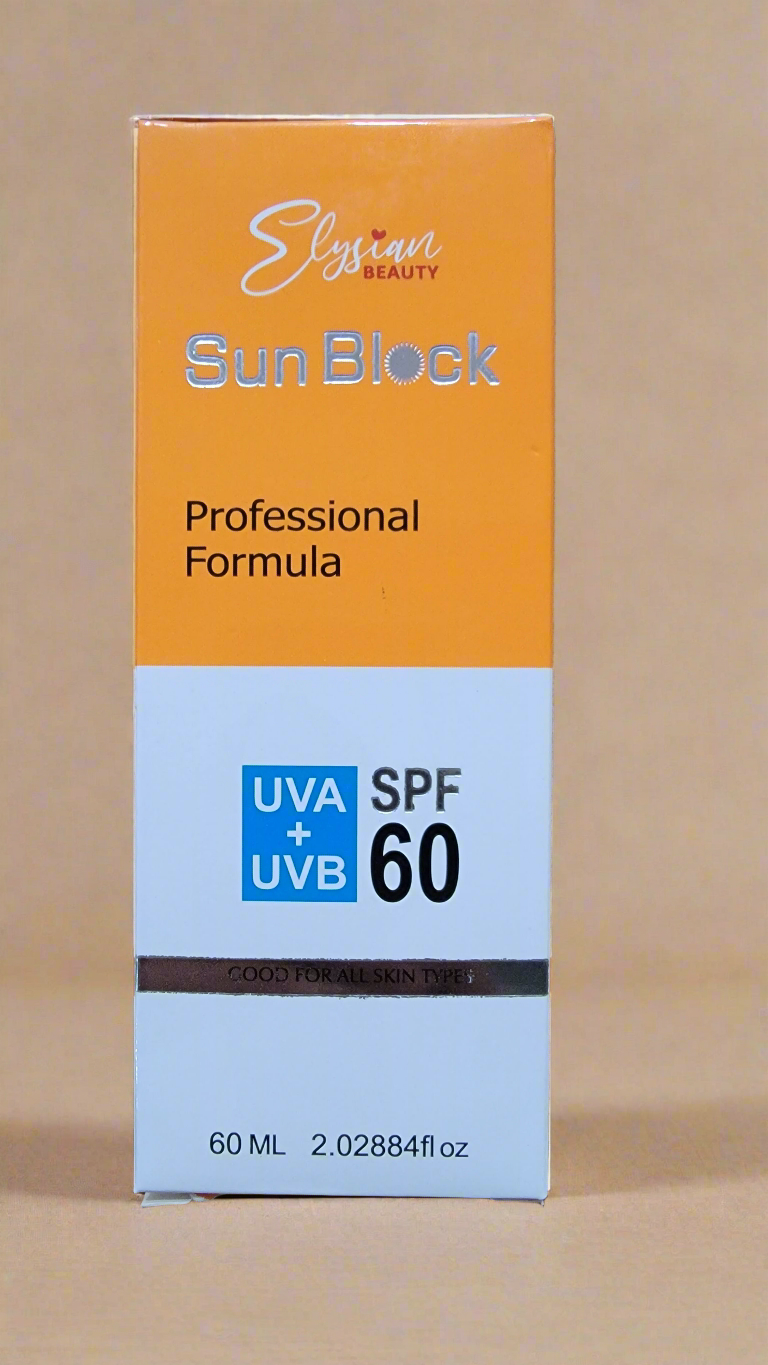 Elysian
BEAUTY
Sun Block
Professional
Formula
UVA
+
UVB
SPF
60
GOOD FOR ALL SKIN TYPES
60 ML 2.02884fl oz